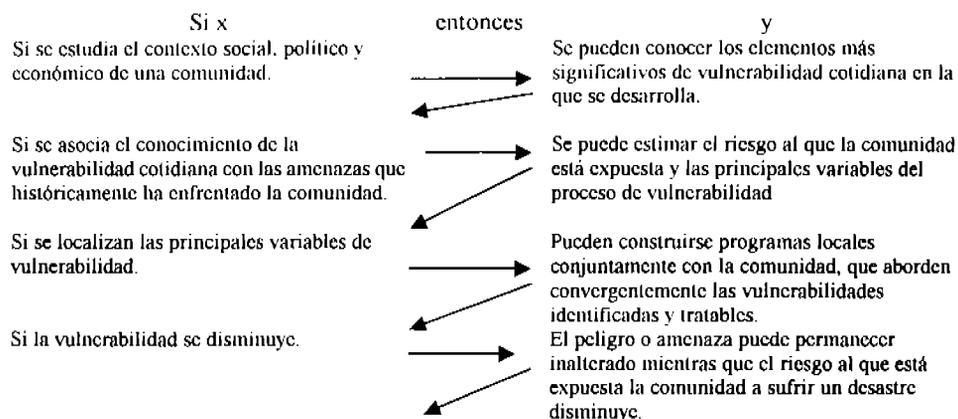 Si x entonces y
Si se estudia el contexto social, político y
económico de una comunidad.
Se pueden conocer los elementos más
significativos de vulnerabilidad cotidiana en la
que se desarrolla.
Si se asocia el conocimiento de la
vulnerabilidad cotidiana con las amenazas que
históricamente ha enfrentado la comunidad.
Se puede estimar el riesgo al que la comunidad
está expuesta y las principales variables del
proceso de vulnerabilidad
Si se localizan las principales variables de
vulnerabilidad.
Pueden construirse programas locales
conjuntamente con la comunidad, que aborden
convergentemente las vulnerabilidades
identificadas y tratables.
Si la vulnerabilidad se disminuye.
El peligro o amenaza puede permanecer
inalterado mientras que el riesgo al que está
expuesta la comunidad a sufrir un desastre
disminuye.